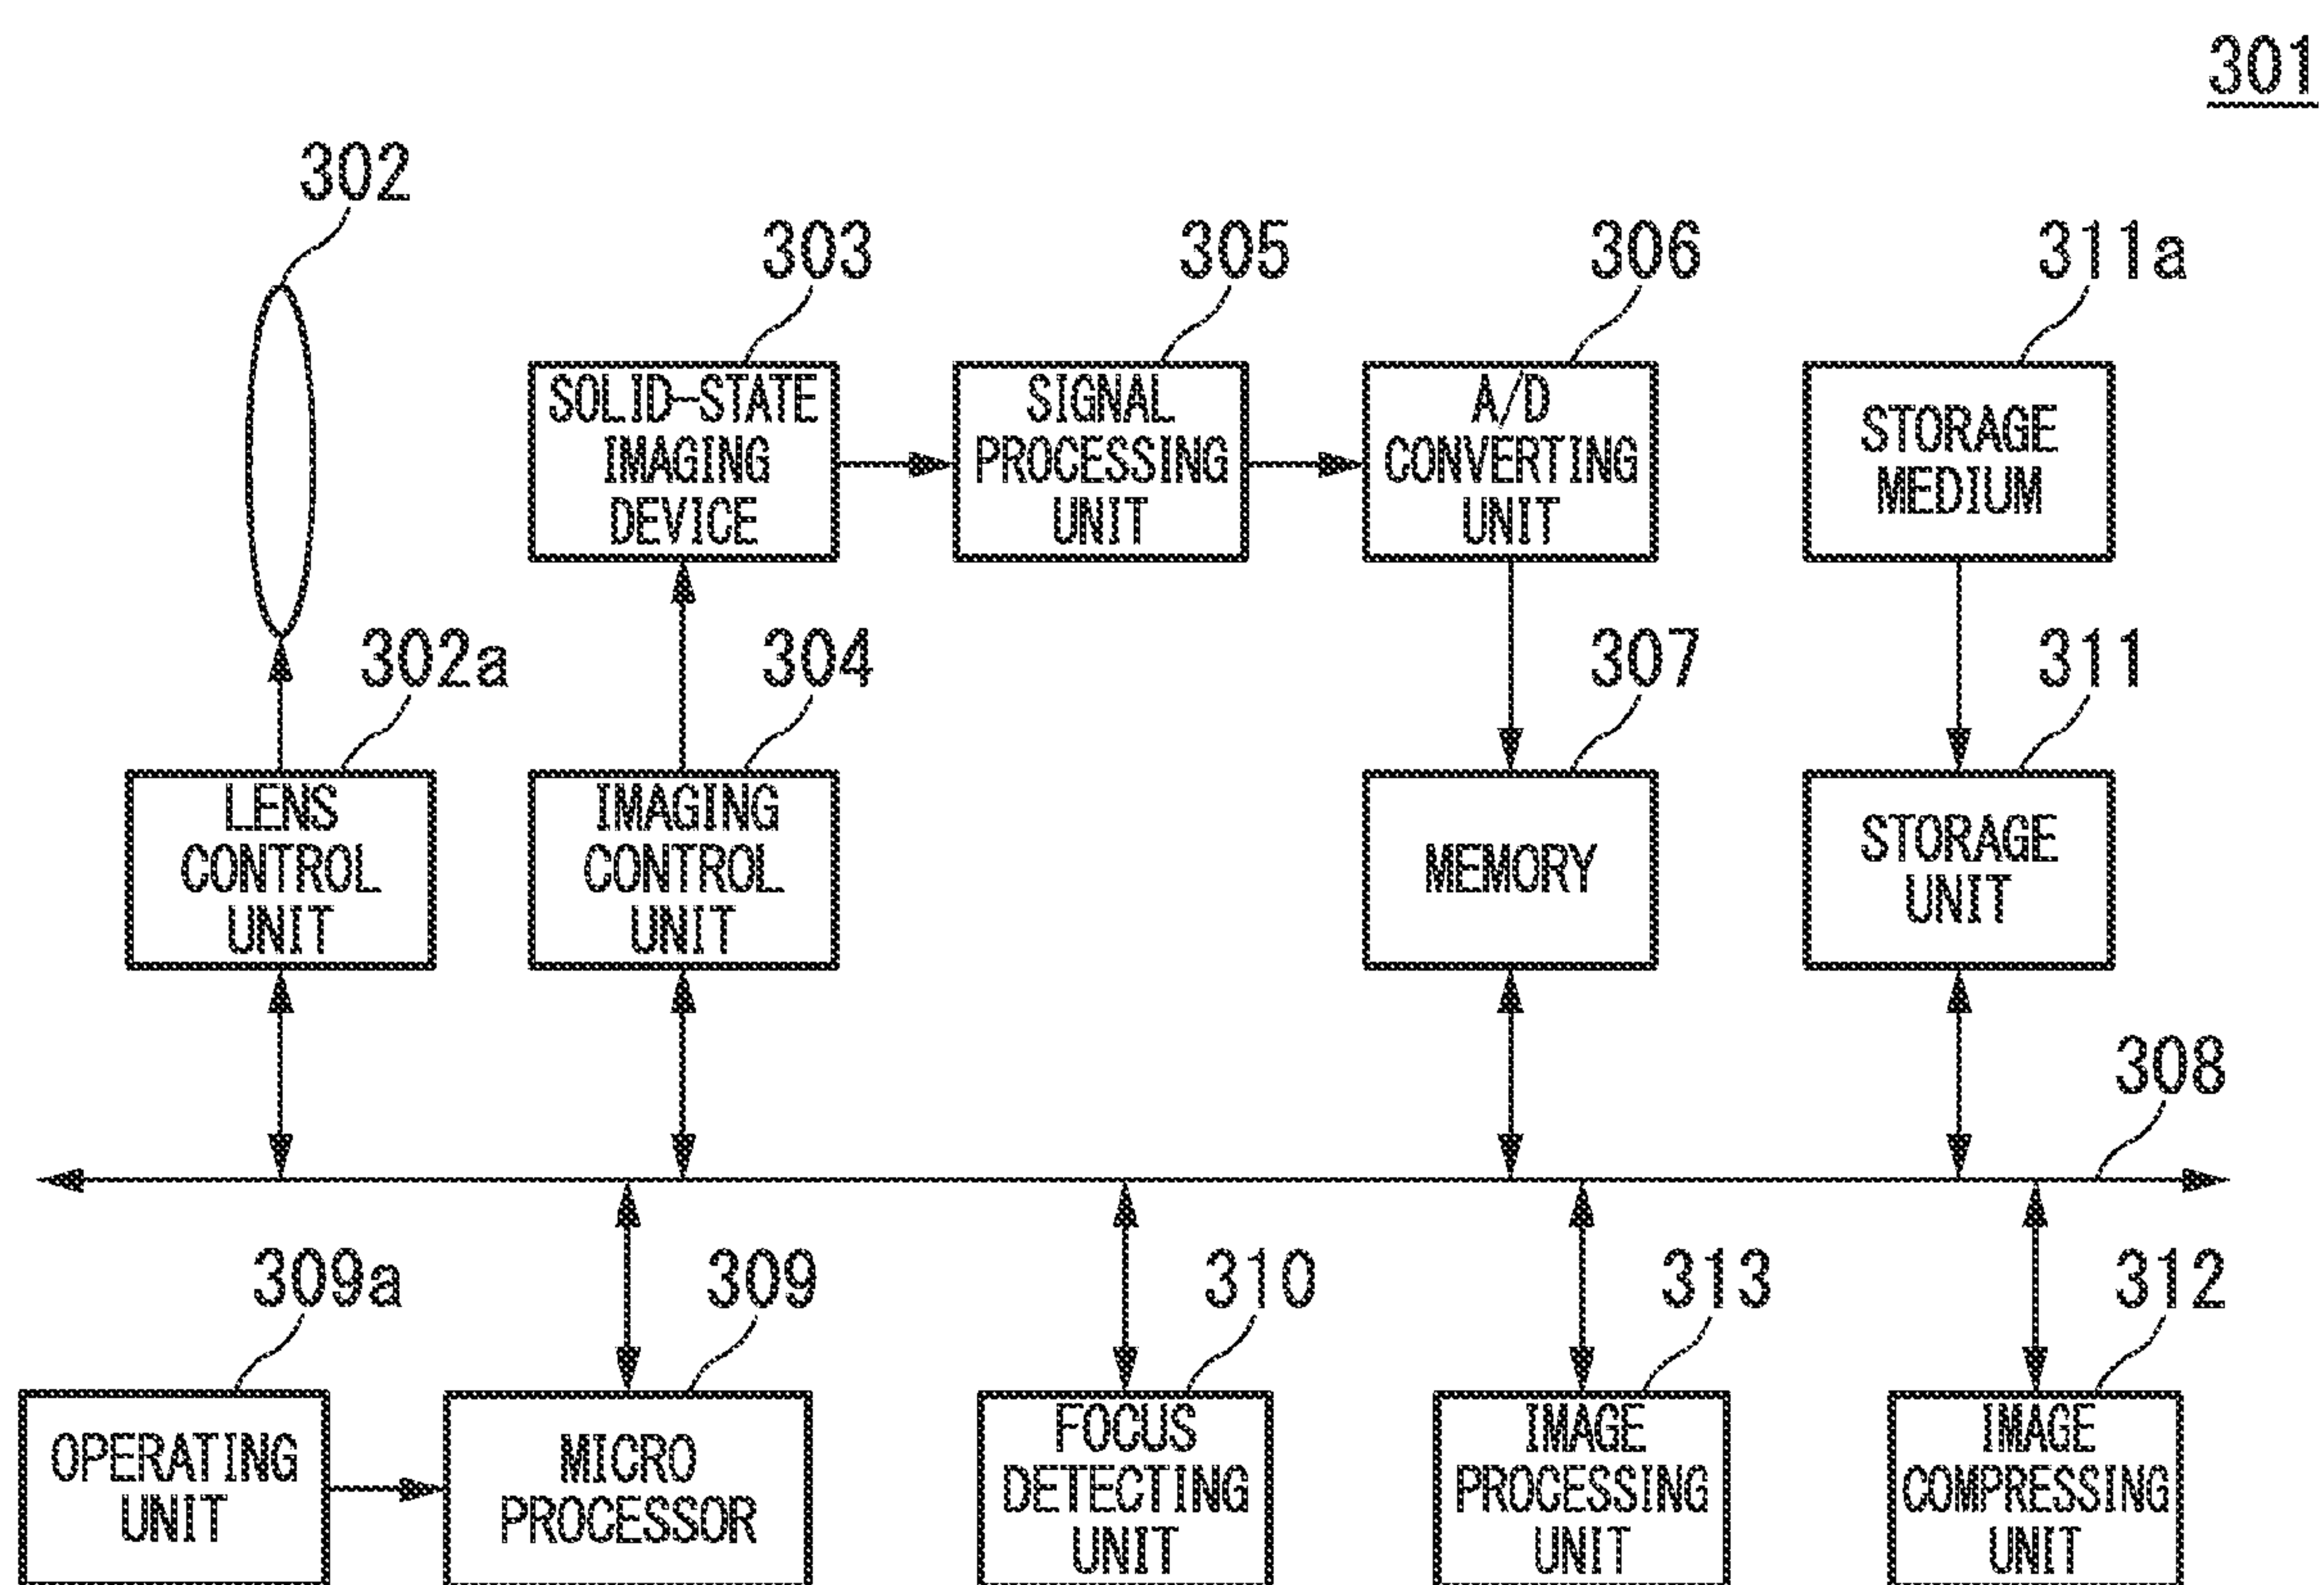 301
302
303
305
306
311a
SOLID-STATE
IMAGING
DEVICE
SIGNAL
PROCESSING
UNIT
A/D
CONVERTING
UNIT
STORAGE
MEDIUM
302a
304
307
311
LENS
CONTROL
UNIT
IMAGING
CONTROL
UNIT
MEMORY
STORAGE
UNIT
308
309a
309
310
313
312
OPERATING
UNIT
MICRO
PROCESSOR
FOCUS
DETECTING
UNIT
IMAGE
PROCESSING
UNIT
IMAGE
COMPRESSING
UNIT